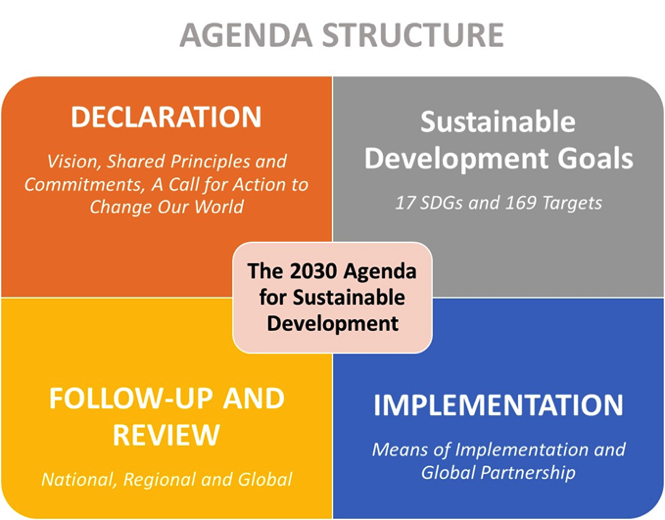 AGENDA STRUCTURE
DECLARATION
Vision, Shared Principles and
Commitments, A Call for Action to
Change Our World
Sustainable
Development Goals
17 SDGs and 169 Targets
The 2030 Agenda
for Sustainable
Development
FOLLOW-UP AND
REVIEW
National, Regional and Global
IMPLEMENTATION
Means of Implementation and
Global Partnership